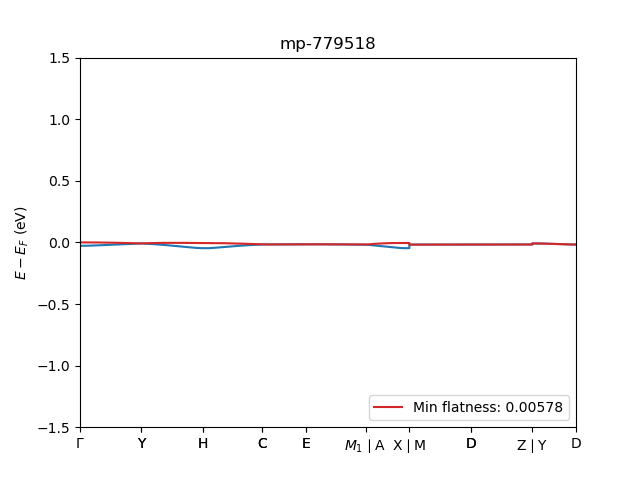 mp-779518
1.5
1.0
0.5
0.0
−0.5
−1.0
−1.5
E − E_F (eV)
Min flatness: 0.00578
Γ Y H C E M₁ | A X | M D Z | Y D